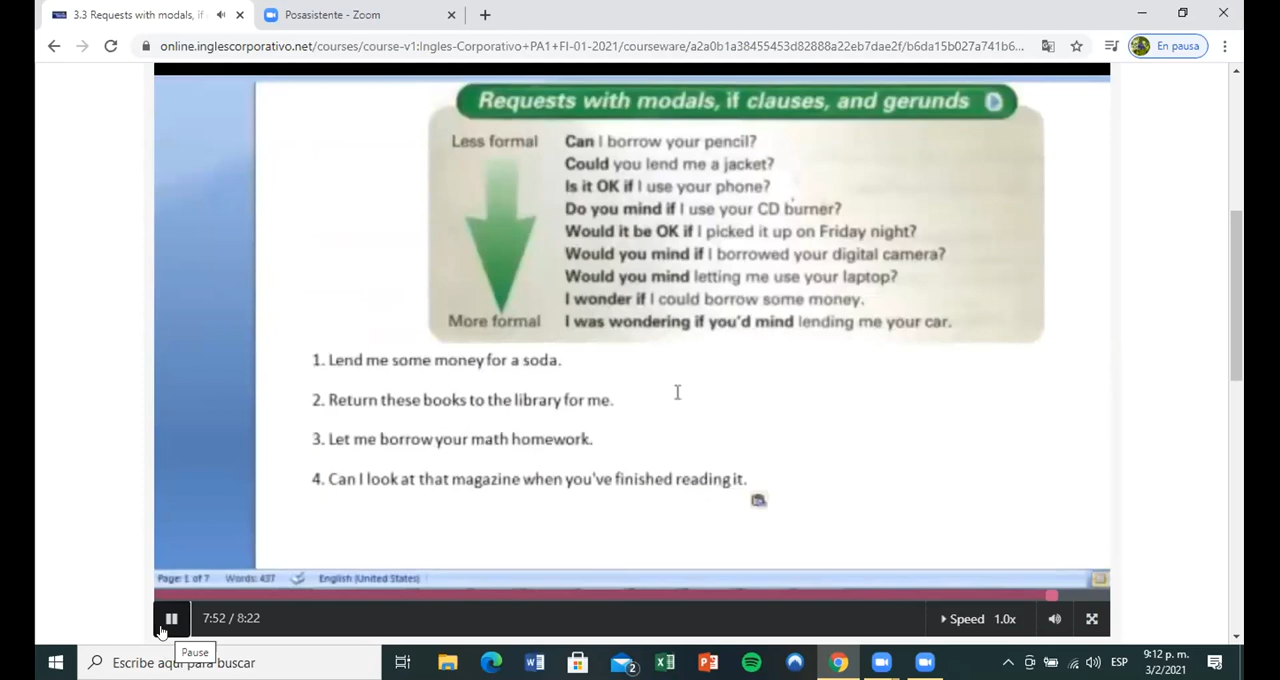 3.3 Requests with modals, if
Posasistente - Zoom
online.inglescorporativo.net/courses/course-v1:Ingles-Corporativo+PA1+FI-01-2021/courseware/a2a0b1a38455453d82888a22eb7dae2f/b6da15b027a741b6...
En pausa
Requests with modals, if clauses, and gerunds
Less formal
Can I borrow your pencil?
Could you lend me a jacket?
Is it OK if I use your phone?
Do you mind if I use your CD burner?
Would it be OK if I picked it up on Friday night?
Would you mind if I borrowed your digital camera?
Would you mind letting me use your laptop?
I wonder if I could borrow some money.
More formal
I was wondering if you'd mind lending me your car.
1. Lend me some money for a soda.
2. Return these books to the library for me.
3. Let me borrow your math homework.
4. Can I look at that magazine when you've finished reading it.
Page: 1 of 7 Words: 437 English (United States)
7:52 / 8:22
Speed 1.0x
Pause
Escribe aquí para buscar
2
ESP
9:12 p. m.
3/2/2021